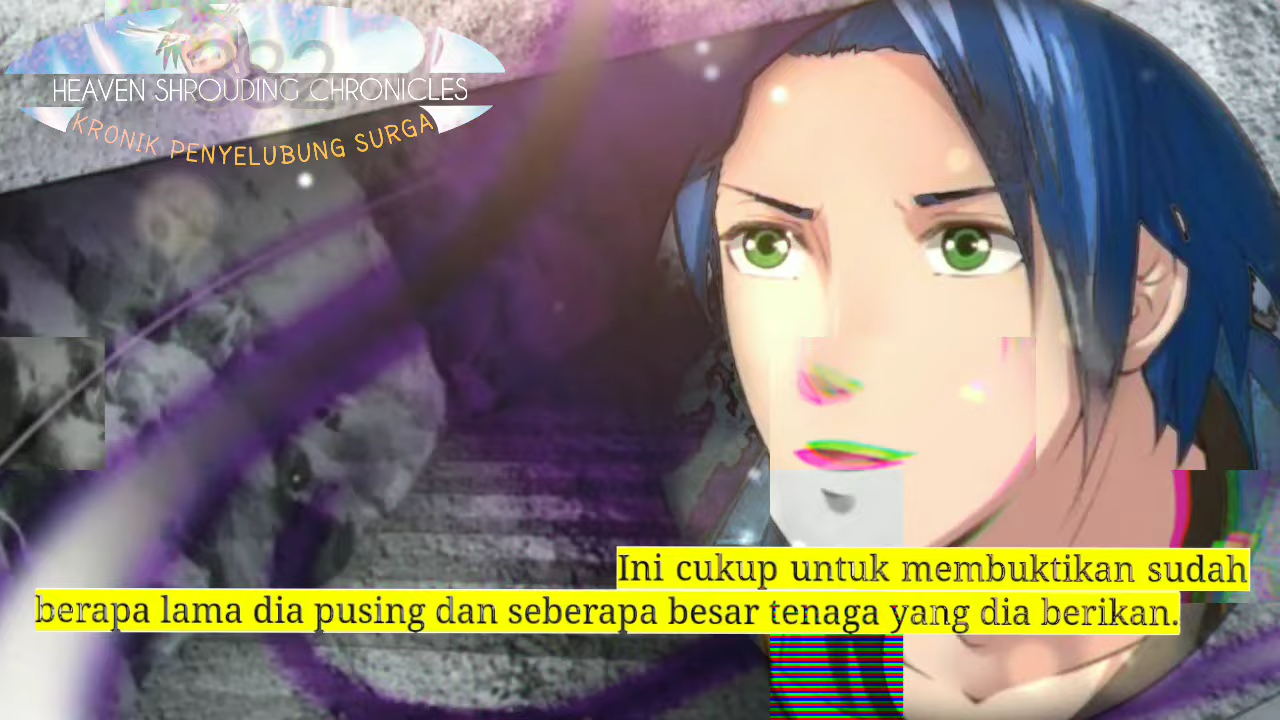 HEAVEN SHROUDING CHRONICLES
KRONIK PENYELUBUNG SURGA
Ini cukup untuk membuktikan sudah
berapa lama dia pusing dan seberapa besar tenaga yang dia berikan.